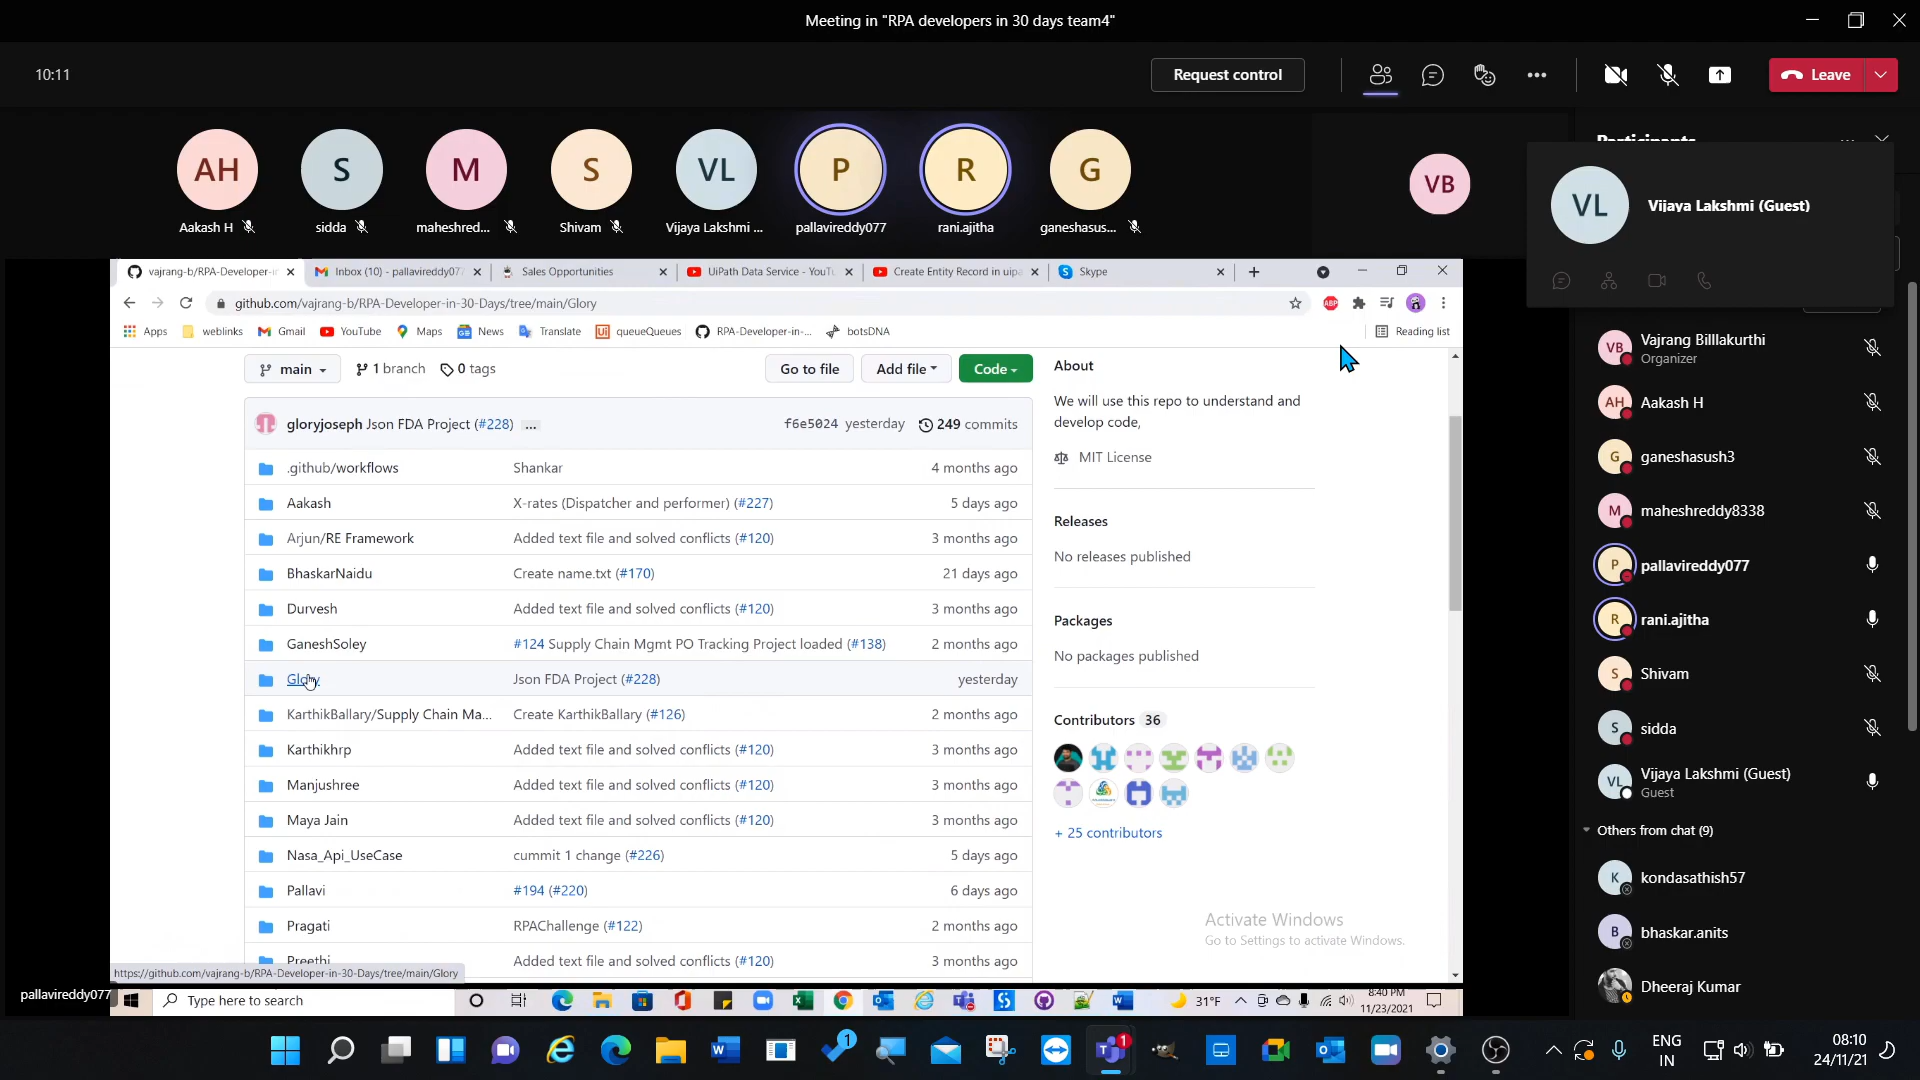 Meeting in "RPA developers in 30 days team4"
10:11
Request control
Leave
AH
S
M
S
VL
P
R
G
VB
Aakash H
sidda
maheshred...
Shivam
Vijaya Lakshmi ...
pallavireddy077
rani.ajitha
ganeshasus...
Participants
VL
Vijaya Lakshmi (Guest)
vajrang-b/RPA-Developer-in
Inbox (10) - pallavireddy077
Sales Opportunities
UiPath Data Service - YouTu
Create Entity Record in uipa
Skype
github.com/vajrang-b/RPA-Developer-in-30-Days/tree/main/Glory
ABP
Apps
weblinks
Gmail
YouTube
Maps
News
Translate
queueQueues
RPA-Developer-in-...
botsDNA
Reading list
main
1 branch
0 tags
Go to file
Add file
Code
gloryjoseph Json FDA Project (#228) ...
f6e5024 yesterday
249 commits
.github/workflows Shankar 4 months ago
Aakash X-rates (Dispatcher and performer) (#227) 5 days ago
Arjun/RE Framework Added text file and solved conflicts (#120) 3 months ago
BhaskarNaidu Create name.txt (#170) 21 days ago
Durvesh Added text file and solved conflicts (#120) 3 months ago
GaneshSoley #124 Supply Chain Mgmt PO Tracking Project loaded (#138) 2 months ago
Glory Json FDA Project (#228) yesterday
KarthikBallary/Supply Chain Ma... Create KarthikBallary (#126) 2 months ago
Karthikhrp Added text file and solved conflicts (#120) 3 months ago
Manjushree Added text file and solved conflicts (#120) 3 months ago
Maya Jain Added text file and solved conflicts (#120) 3 months ago
Nasa_Api_UseCase cummit 1 change (#226) 5 days ago
Pallavi #194 (#220) 6 days ago
Pragati RPAChallenge (#122) 2 months ago
Preethi Added text file and solved conflicts (#120) 3 months ago
About
We will use this repo to understand and
develop code,
MIT License
Releases
No releases published
Packages
No packages published
Contributors 36
+ 25 contributors
Activate Windows
Go to Settings to activate Windows.
https://github.com/vajrang-b/RPA-Developer-in-30-Days/tree/main/Glory
pallavireddy077
Type here to search
31°F
8:40 PM
11/23/2021
VB
Vajrang Billlakurthi
Organizer
AH
Aakash H
G
ganeshasush3
M
maheshreddy8338
P
pallavireddy077
R
rani.ajitha
S
Shivam
S
sidda
VL
Vijaya Lakshmi (Guest)
Guest
Others from chat (9)
K
kondasathish57
B
bhaskar.anits
Dheeraj Kumar
1
1
ENG
IN
08:10
24/11/21